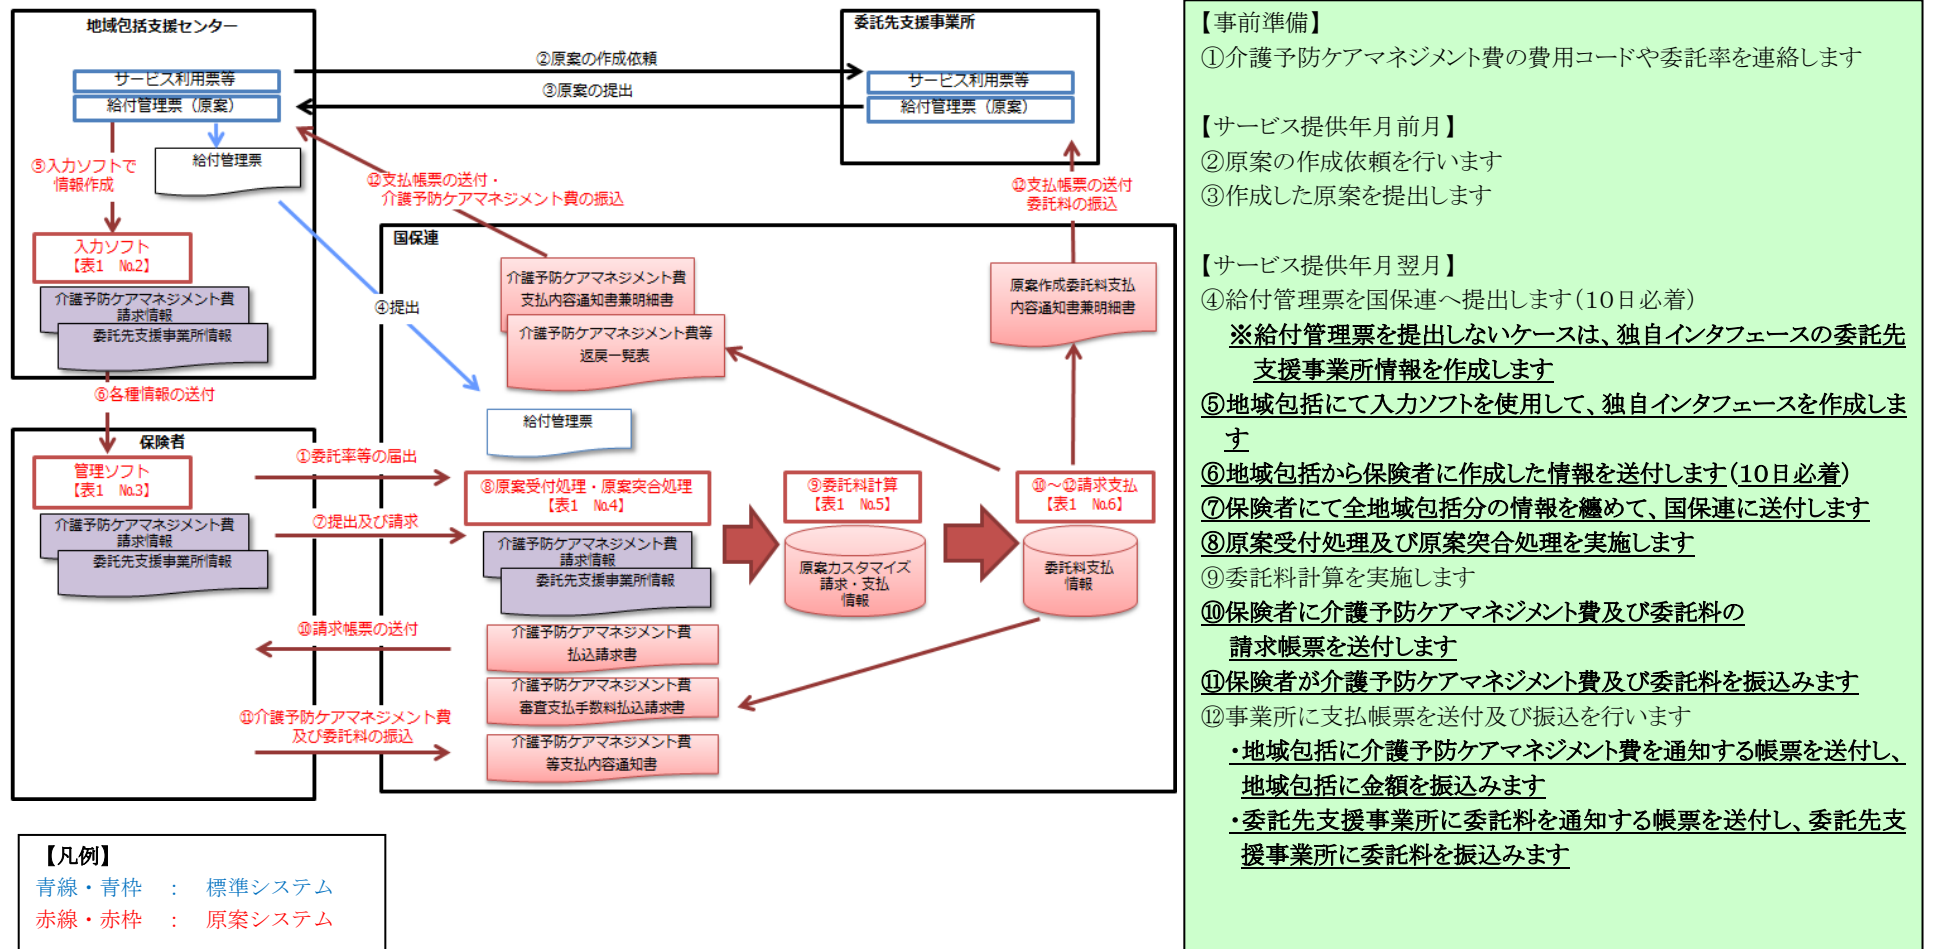 地域包括支援センター
サービス利用票等
給付管理票（原案）
⑤入力ソフトで
情報作成
給付管理票
入力ソフト
【表1　No.2】
介護予防ケアマネジメント費
請求情報
委託先支援事業所情報
⑥各種情報の送付
②原案の作成依頼
③原案の提出
委託先支援事業所
サービス利用票等
給付管理票（原案）
⑫支払帳票の送付・
介護予防ケアマネジメント費の振込
⑫支払帳票の送付
委託料の振込
④提出
国保連
介護予防ケアマネジメント費
支払内容通知書兼明細書
介護予防ケアマネジメント費等
返戻一覧表
原案作成委託料支払
内容通知書兼明細書
給付管理票
保険者
管理ソフト
【表1　No.3】
介護予防ケアマネジメント費
請求情報
委託先支援事業所情報
①委託率等の届出
⑦提出及び請求
⑧原案受付処理・原案突合処理
【表1　No.4】
介護予防ケアマネジメント費
請求情報
委託先支援事業所情報
⑨委託料計算
【表1　No.5】
原案カスタマイズ
請求・支払
情報
⑩～⑫請求支払
【表1　No.6】
委託料支払
情報
⑩請求帳票の送付
介護予防ケアマネジメント費
払込請求書
介護予防ケアマネジメント費
審査支払手数料払込請求書
⑪介護予防ケアマネジメント費
及び委託料の振込
介護予防ケアマネジメント費
等支払内容通知書
【凡例】
青線・青枠　：　標準システム
赤線・赤枠　：　原案システム
【事前準備】
①介護予防ケアマネジメント費の費用コードや委託率を連絡します
【サービス提供年月前月】
②原案の作成依頼を行います
③作成した原案を提出します
【サービス提供年月翌月】
④給付管理票を国保連へ提出します（１０日必着）
※給付管理票を提出しないケースは、独自インタフェースの委託先
支援事業所情報を作成します
⑤地域包括にて入力ソフトを使用して、独自インタフェースを作成しま
す
⑥地域包括から保険者に作成した情報を送付します（１０日必着）
⑦保険者にて全地域包括分の情報を纏めて、国保連に送付します
⑧原案受付処理及び原案突合処理を実施します
⑨委託料計算を実施します
⑩保険者に介護予防ケアマネジメント費及び委託料の
請求帳票を送付します
⑪保険者が介護予防ケアマネジメント費及び委託料を振込みます
⑫事業所に支払帳票を送付及び振込を行います
・地域包括に介護予防ケアマネジメント費を通知する帳票を送付し、
地域包括に金額を振込みます
・委託先支援事業所に委託料を通知する帳票を送付し、委託先支
援事業所に委託料を振込みます